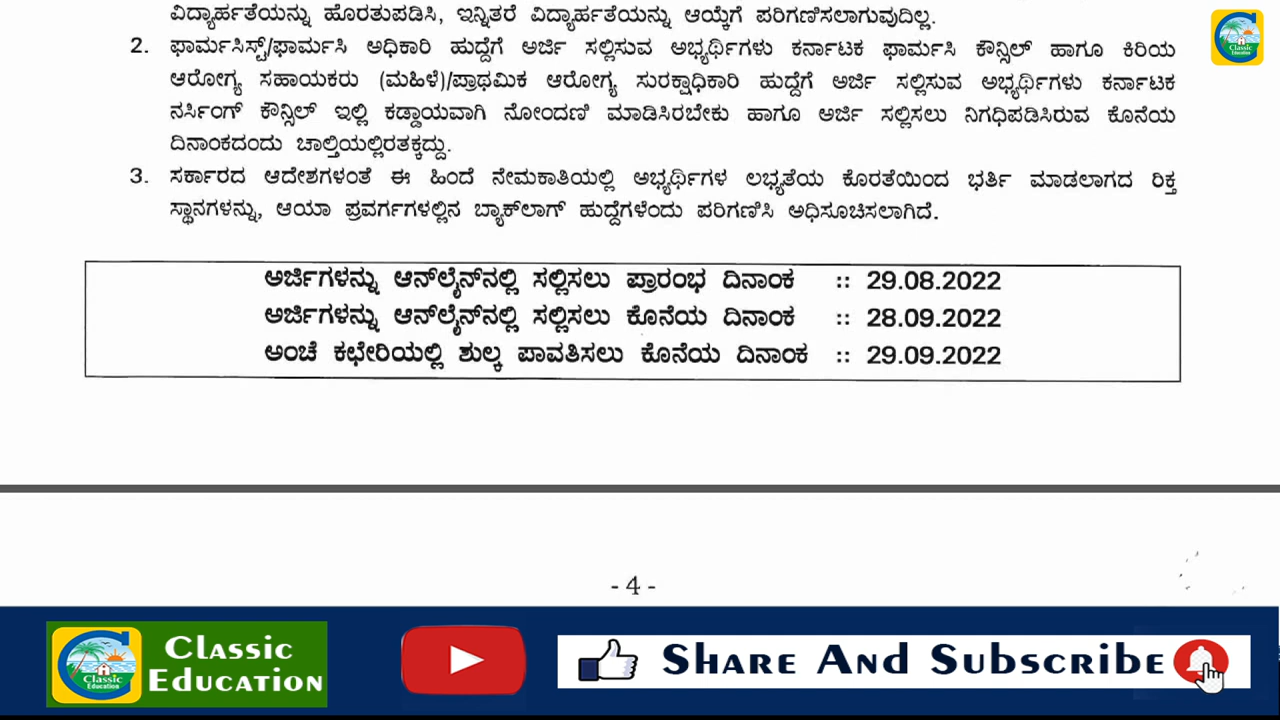 ವಿದ್ಯಾರ್ಹತೆಯನ್ನು ಹೊರತುಪಡಿಸಿ, ಇನ್ನಿತರೆ ವಿದ್ಯಾರ್ಹತೆಯನ್ನು ಆಯ್ಕೆಗೆ ಪರಿಗಣಿಸಲಾಗುವುದಿಲ್ಲ.
Classic
Education
2. ಫಾರ್ಮಸಿಸ್ಟ್/ಫಾರ್ಮಸಿ ಅಧಿಕಾರಿ ಹುದ್ದೆಗೆ ಅರ್ಜಿ ಸಲ್ಲಿಸುವ ಅಭ್ಯರ್ಥಿಗಳು ಕರ್ನಾಟಕ ಫಾರ್ಮಸಿ ಕೌನ್ಸಿಲ್ ಹಾಗೂ ಕಿರಿಯ
ಆರೋಗ್ಯ ಸಹಾಯಕರು (ಮಹಿಳೆ)/ಪ್ರಾಥಮಿಕ ಆರೋಗ್ಯ ಸುರಕ್ಷಾಧಿಕಾರಿ ಹುದ್ದೆಗೆ ಅರ್ಜಿ ಸಲ್ಲಿಸುವ ಅಭ್ಯರ್ಥಿಗಳು ಕರ್ನಾಟಕ
ನರ್ಸಿಂಗ್ ಕೌನ್ಸಿಲ್ ಇಲ್ಲಿ ಕಡ್ಡಾಯವಾಗಿ ನೋಂದಣಿ ಮಾಡಿಸಿರಬೇಕು ಹಾಗೂ ಅರ್ಜಿ ಸಲ್ಲಿಸಲು ನಿಗಧಿಪಡಿಸಿರುವ ಕೊನೆಯ
ದಿನಾಂಕದಂದು ಚಾಲ್ತಿಯಲ್ಲಿರತಕ್ಕದ್ದು.
3. ಸರ್ಕಾರದ ಆದೇಶಗಳಂತೆ ಈ ಹಿಂದೆ ನೇಮಕಾತಿಯಲ್ಲಿ ಅಭ್ಯರ್ಥಿಗಳ ಲಭ್ಯತೆಯ ಕೊರತೆಯಿಂದ ಭರ್ತಿ ಮಾಡಲಾಗದ ರಿಕ್ತ
ಸ್ಥಾನಗಳನ್ನು, ಆಯಾ ಪ್ರವರ್ಗಗಳಲ್ಲಿನ ಬ್ಯಾಕ್‌ಲಾಗ್ ಹುದ್ದೆಗಳೆಂದು ಪರಿಗಣಿಸಿ ಅಧಿಸೂಚಿಸಲಾಗಿದೆ.
ಅರ್ಜಿಗಳನ್ನು ಆನ್‌ಲೈನ್‌ನಲ್ಲಿ ಸಲ್ಲಿಸಲು ಪ್ರಾರಂಭ ದಿನಾಂಕ :: 29.08.2022
ಅರ್ಜಿಗಳನ್ನು ಆನ್‌ಲೈನ್‌ನಲ್ಲಿ ಸಲ್ಲಿಸಲು ಕೊನೆಯ ದಿನಾಂಕ :: 28.09.2022
ಅಂಚೆ ಕಛೇರಿಯಲ್ಲಿ ಶುಲ್ಕ ಪಾವತಿಸಲು ಕೊನೆಯ ದಿನಾಂಕ :: 29.09.2022
- 4 -
Classic
Education
Classic
Education
Share And Subscribe